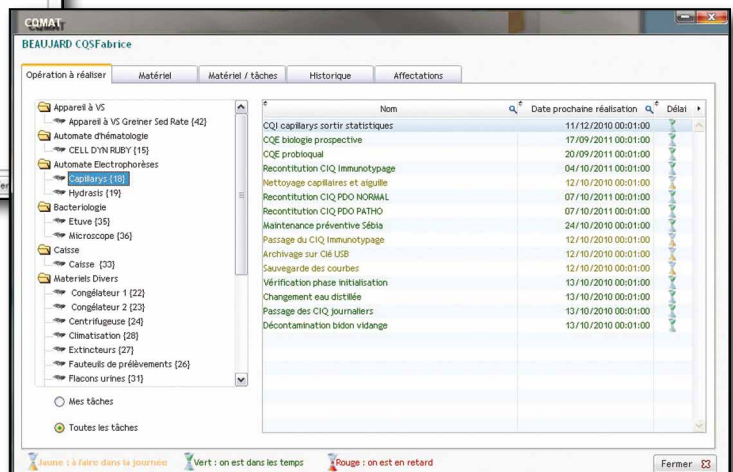 CQMAT
BEAUJARD CQSFabrice
Opération à réaliser Matériel Matériel / tâches Historique Affectations
Appareil à VS
Appareil à VS Greiner Sed Rate {42}
Automate d'hématologie
CELL DYN RUBY {15}
Automate Electrophorèses
Capillarys {18}
Hydrasis {19}
Bacteriologie
Etuve {35}
Microscope {36}
Caisse
Caisse {33}
Materiels Divers
Congélateur 1 {22}
Congélateur 2 {23}
Centrifugeuse {24}
Climatisation {28}
Extincteurs {27}
Fauteuils de prélèvements {26}
Flacons urines {31}
Mes tâches
Toutes les tâches
Nom Date prochaine réalisation Délai
CQI capillarys sortir statistiques 11/12/2010 00:01:00
CQE biologie prospective 17/09/2011 00:01:00
CQE probioqual 20/09/2011 00:01:00
Recontitution CIQ Immunotypage 04/10/2011 00:01:00
Nettoyage capillaires et aiguille 12/10/2010 00:01:00
Recontitution CIQ PDO NORMAL 07/10/2011 00:01:00
Recontitution CIQ PDO PATHO 07/10/2011 00:01:00
Maintenance préventive Sébia 24/10/2010 00:01:00
Passage du CIQ Immunotypage 12/10/2010 00:01:00
Archivage sur Clé USB 12/10/2010 00:01:00
Sauvegarde des courbes 12/10/2010 00:01:00
Vérification phase initialisation 13/10/2010 00:01:00
Changement eau distillée 13/10/2010 00:01:00
Passage des CIQ journaliers 13/10/2010 00:01:00
Décontamination bidon vidange 13/10/2010 00:01:00
Jaune : à faire dans la journée Vert : on est dans les temps Rouge : on est en retard Fermer